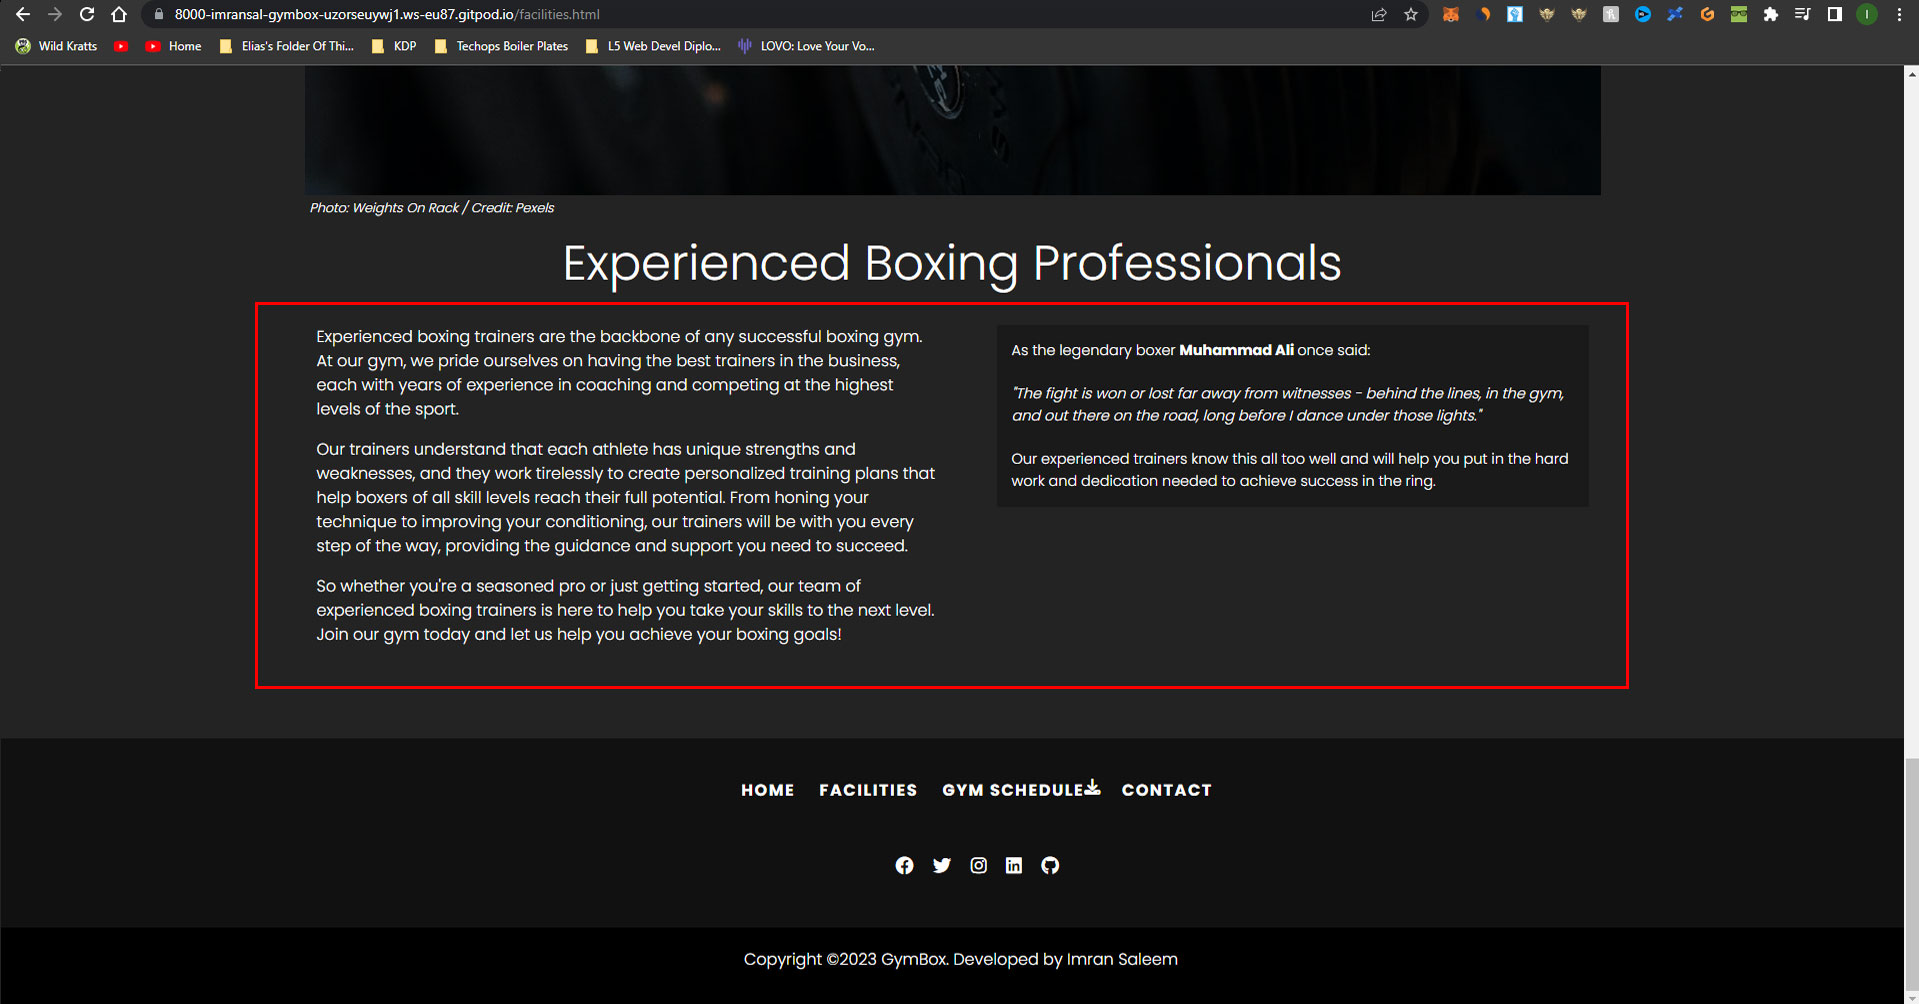 8000-imransal-gymbox-uzorseuywj1.ws-eu87.gitpod.io/facilities.html
Wild Kratts
Home
Elias's Folder Of Thi...
KDP
Techops Boiler Plates
L5 Web Devel Diplo...
LOVO: Love Your Vo...
I
Photo: Weights On Rack / Credit: Pexels
Experienced Boxing Professionals
Experienced boxing trainers are the backbone of any successful boxing gym.
At our gym, we pride ourselves on having the best trainers in the business,
each with years of experience in coaching and competing at the highest
levels of the sport.
Our trainers understand that each athlete has unique strengths and
weaknesses, and they work tirelessly to create personalized training plans that
help boxers of all skill levels reach their full potential. From honing your
technique to improving your conditioning, our trainers will be with you every
step of the way, providing the guidance and support you need to succeed.
So whether you're a seasoned pro or just getting started, our team of
experienced boxing trainers is here to help you take your skills to the next level.
Join our gym today and let us help you achieve your boxing goals!
As the legendary boxer Muhammad Ali once said:
"The fight is won or lost far away from witnesses - behind the lines, in the gym,
and out there on the road, long before I dance under those lights."
Our experienced trainers know this all too well and will help you put in the hard
work and dedication needed to achieve success in the ring.
HOME FACILITIES GYM SCHEDULE CONTACT
Copyright ©2023 GymBox. Developed by Imran Saleem